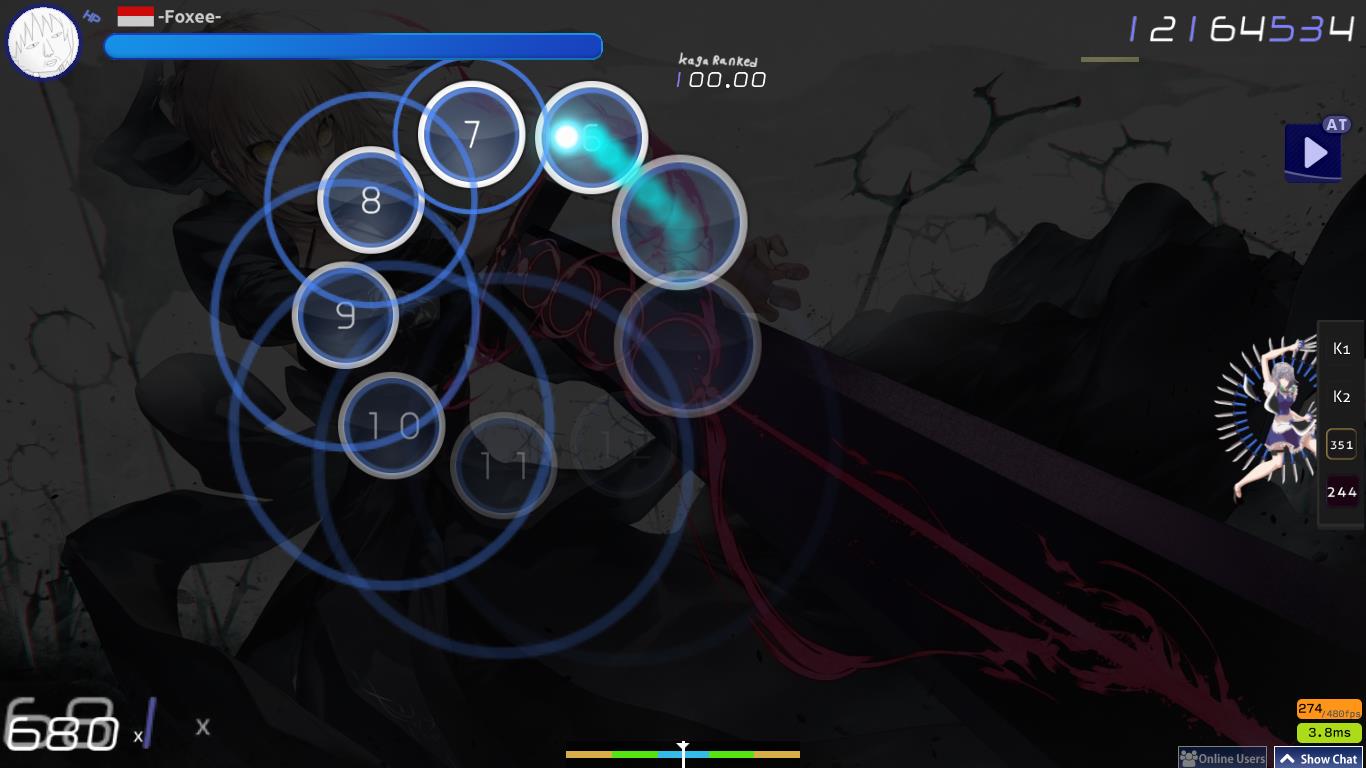 HP
-Foxee-
12164534
kaga Ranked
100.00
AT
7
6
8
9
10
11
K1
K2
351
244
680x
x
274/480fps
3.8ms
Online Users
Show Chat